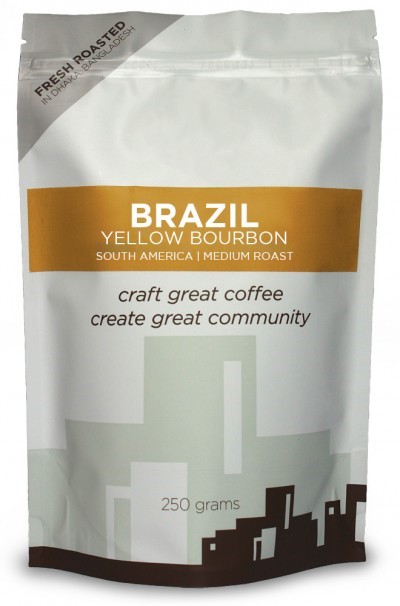 FRESH ROASTED
IN DHAKA, BANGLADESH
BRAZIL
YELLOW BOURBON
SOUTH AMERICA | MEDIUM ROAST
craft great coffee
create great community
250 grams